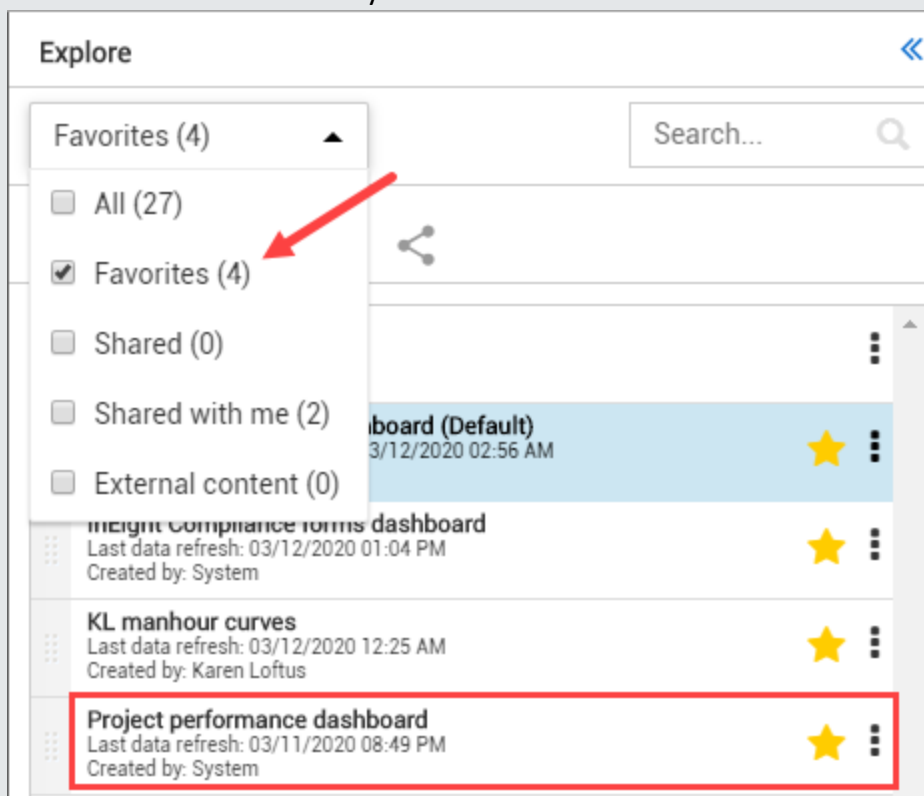 Explore
Favorites (4)
Search...
All (27)
Favorites (4)
Shared (0)
Shared with me (2)
External content (0)
board (Default)
3/12/2020 02:56 AM
InEight Compliance forms dashboard
Last data refresh: 03/12/2020 01:04 PM
Created by: System
KL manhour curves
Last data refresh: 03/12/2020 12:25 AM
Created by: Karen Loftus
Project performance dashboard
Last data refresh: 03/11/2020 08:49 PM
Created by: System